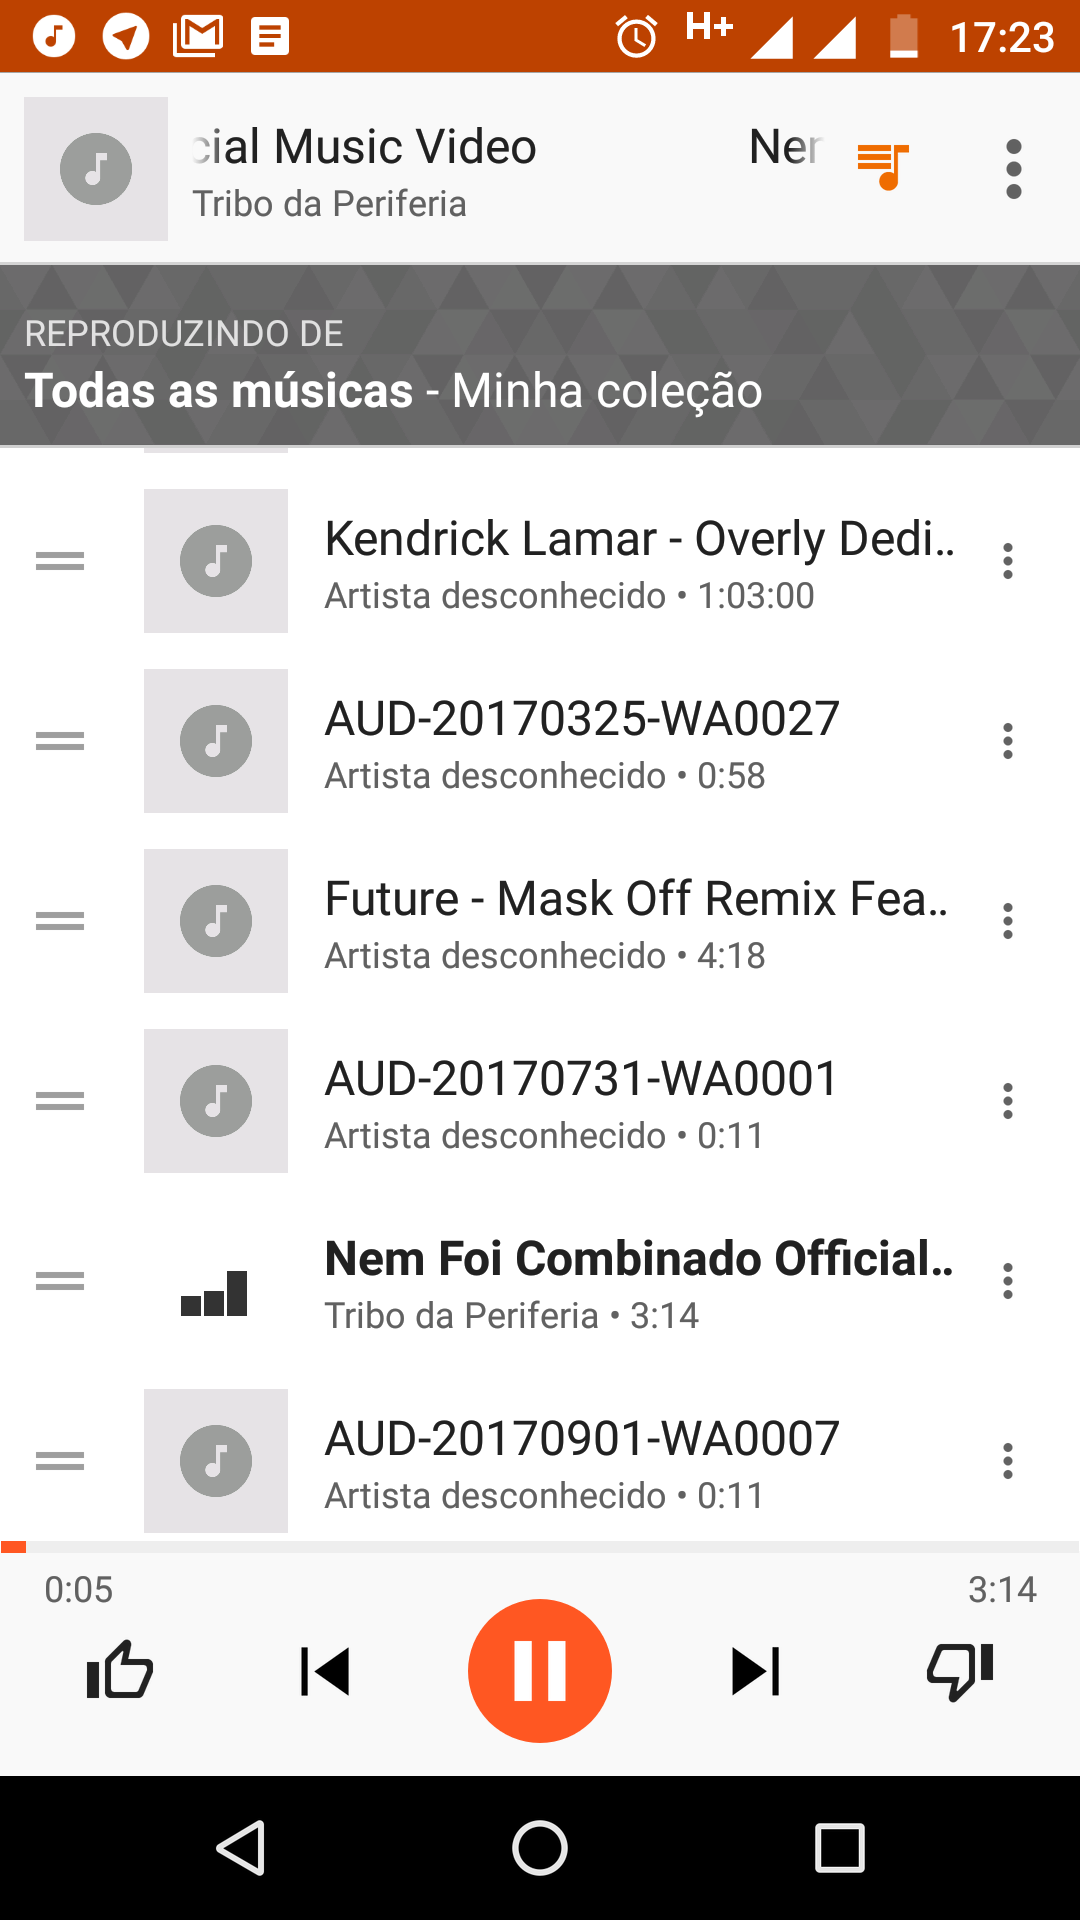 H+ 17:23
cial Music Video Ner
Tribo da Periferia
REPRODUZINDO DE
Todas as músicas - Minha coleção
Kendrick Lamar - Overly Dedi..
Artista desconhecido • 1:03:00
AUD-20170325-WA0027
Artista desconhecido • 0:58
Future - Mask Off Remix Fea..
Artista desconhecido • 4:18
AUD-20170731-WA0001
Artista desconhecido • 0:11
Nem Foi Combinado Official..
Tribo da Periferia • 3:14
AUD-20170901-WA0007
Artista desconhecido • 0:11
0:05 3:14